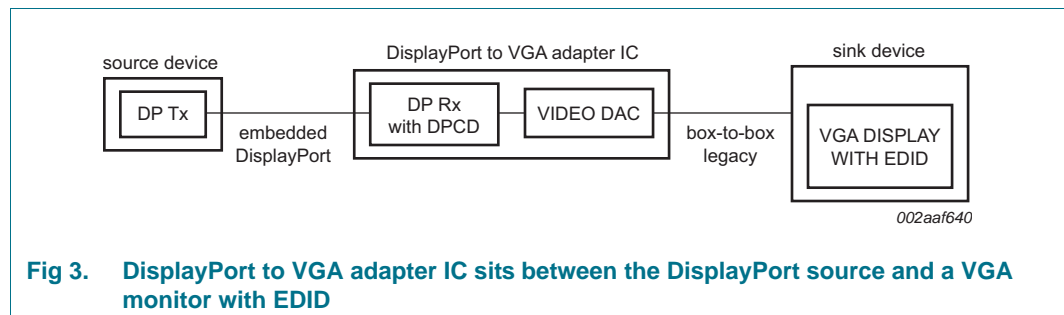 source device
DP Tx
embedded
DisplayPort
DisplayPort to VGA adapter IC
DP Rx
with DPCD
VIDEO DAC
box-to-box
legacy
sink device
VGA DISPLAY
WITH EDID
002aaf640
Fig 3. DisplayPort to VGA adapter IC sits between the DisplayPort source and a VGA
monitor with EDID